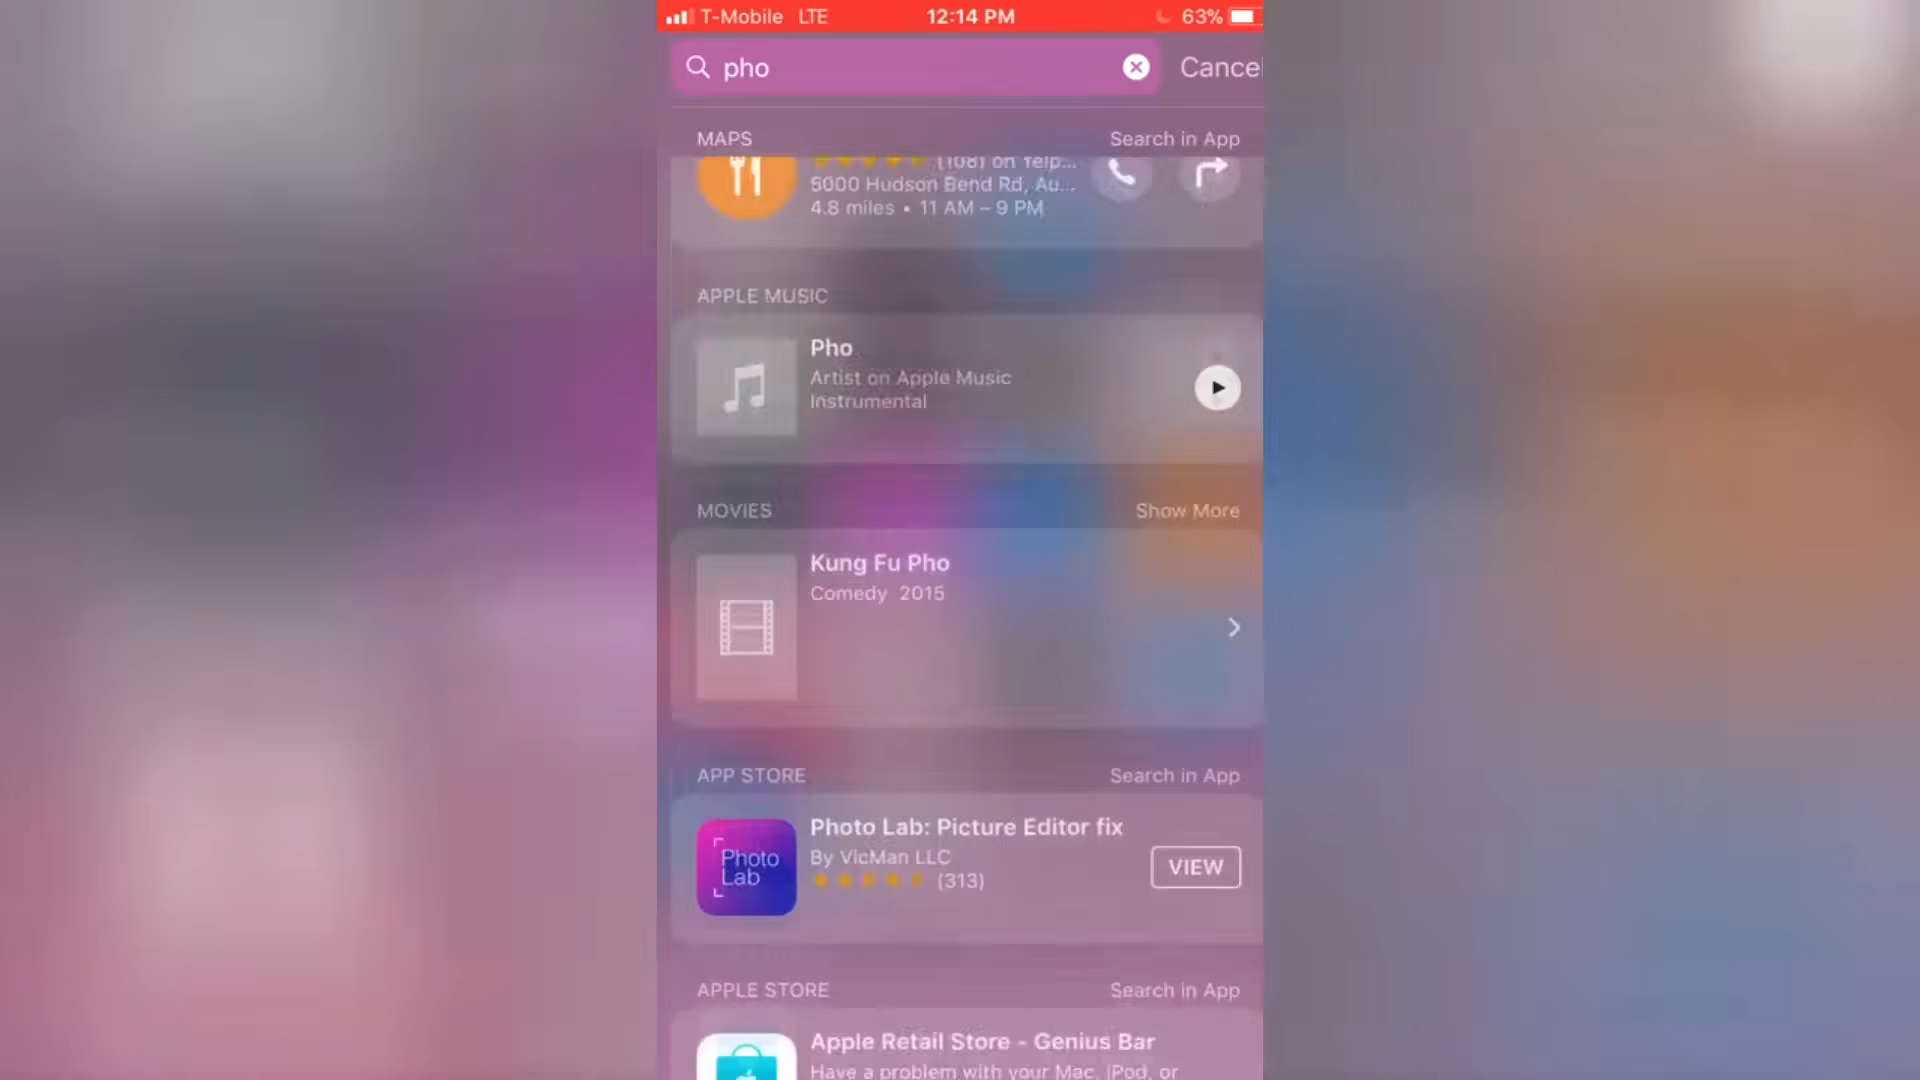 T-Mobile LTE 12:14 PM 63%
pho Cancel
MAPS Search in App
(108) on Yelp...
5000 Hudson Bend Rd, Au...
4.8 miles • 11 AM – 9 PM
APPLE MUSIC
Pho
Artist on Apple Music
Instrumental
MOVIES Show More
Kung Fu Pho
Comedy 2015
APP STORE Search in App
Photo Lab
Photo Lab: Picture Editor fix
By VicMan LLC
(313)
VIEW
APPLE STORE Search in App
Apple Retail Store - Genius Bar
Have a problem with your Mac, iPod, or